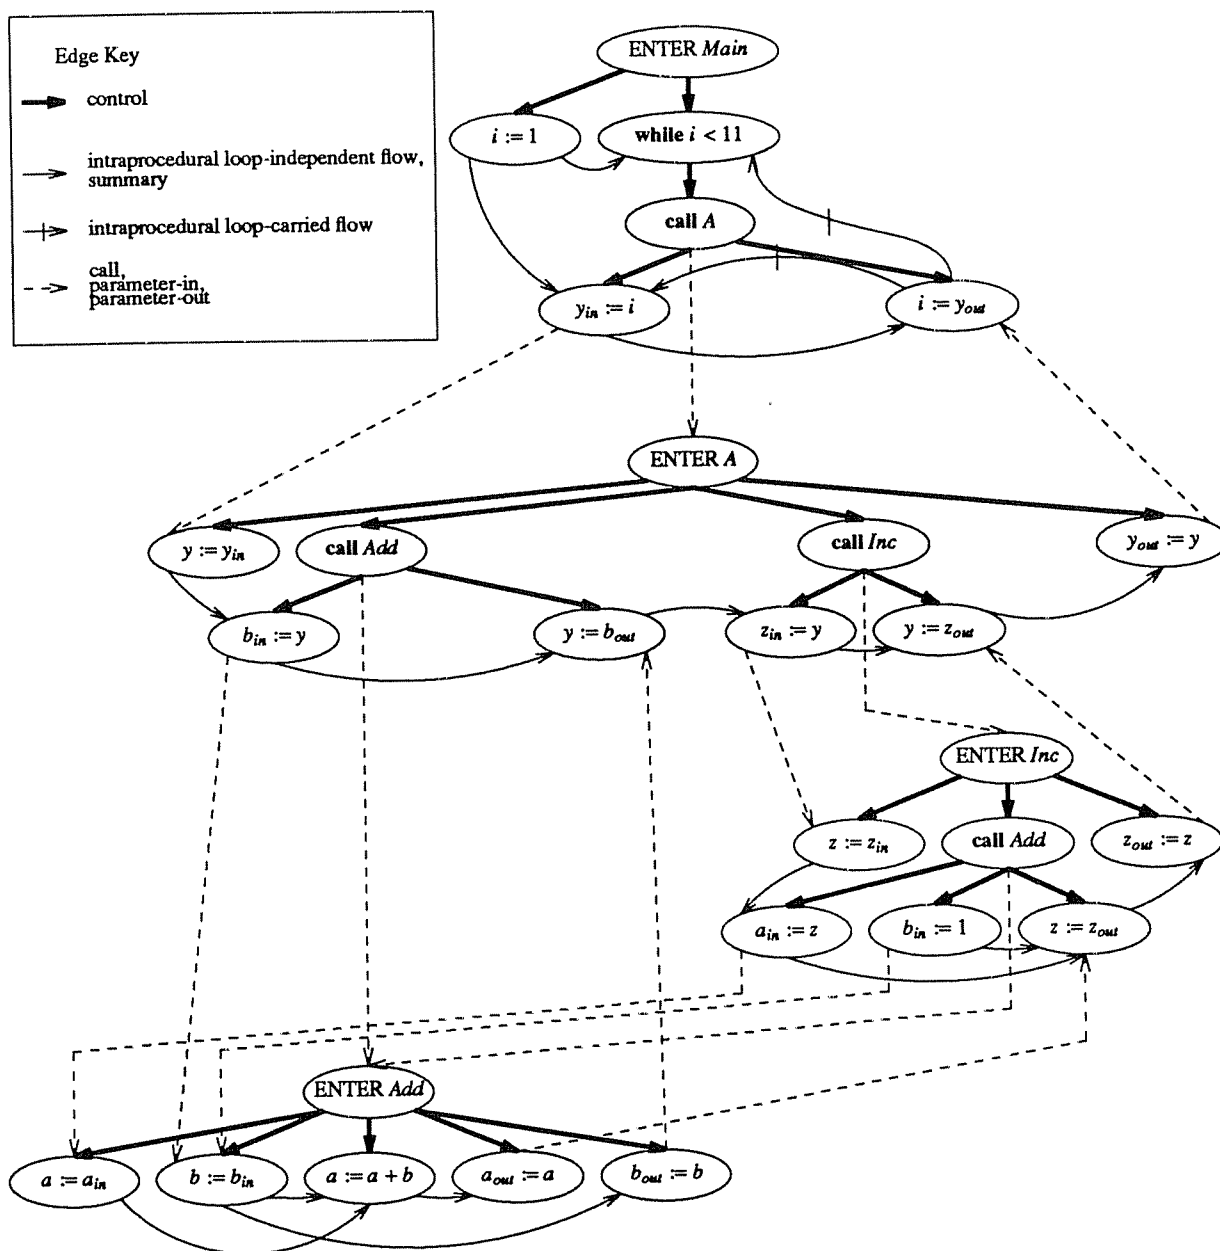 Edge Key
control
intraprocedural loop-independent flow,
summary
intraprocedural loop-carried flow
call,
parameter-in,
parameter-out
ENTER Main
i := 1
while i < 11
call A
y_in := i
i := y_out
ENTER A
y := y_in
call Add
call Inc
y_out := y
b_in := y
y := b_out
z_in := y
y := z_out
ENTER Inc
z := z_in
call Add
z_out := z
a_in := z
b_in := 1
z := z_out
ENTER Add
a := a_in
b := b_in
a := a + b
a_out := a
b_out := b